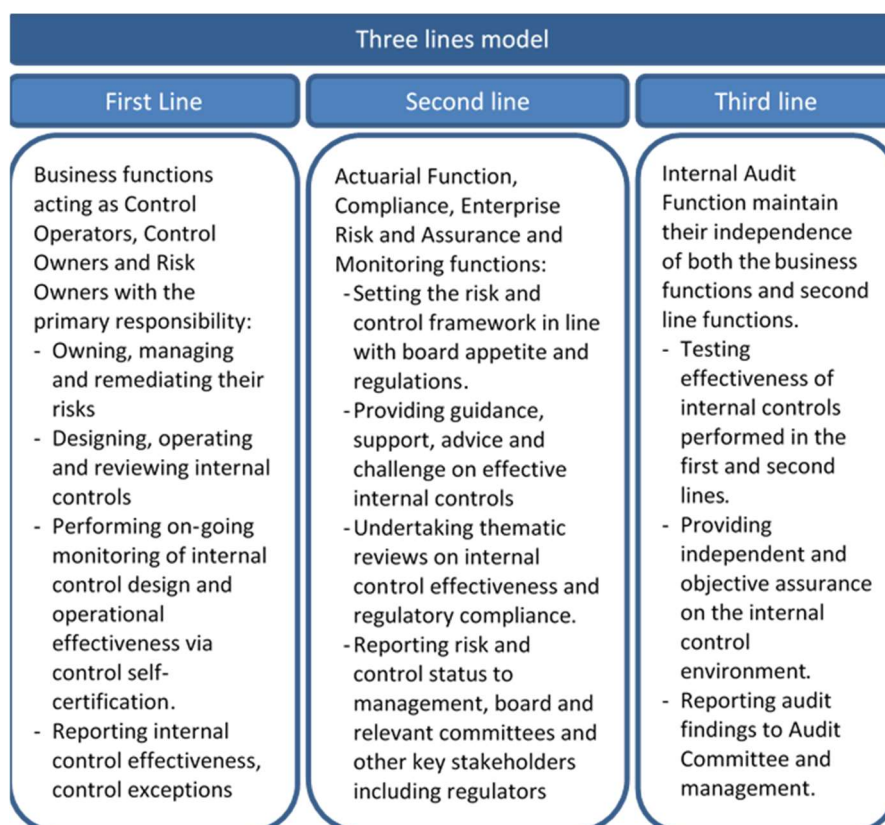 Three lines model
First Line
Second line
Third line
Business functions
acting as Control
Operators, Control
Owners and Risk
Owners with the
primary responsibility:
- Owning, managing
and remediating their
risks
- Designing, operating
and reviewing internal
controls
- Performing on-going
monitoring of internal
control design and
operational
effectiveness via
control self-
certification.
- Reporting internal
control effectiveness,
control exceptions
Actuarial Function,
Compliance, Enterprise
Risk and Assurance and
Monitoring functions:
- Setting the risk and
control framework in line
with board appetite and
regulations.
- Providing guidance,
support, advice and
challenge on effective
internal controls
- Undertaking thematic
reviews on internal
control effectiveness and
regulatory compliance.
- Reporting risk and
control status to
management, board and
relevant committees and
other key stakeholders
including regulators
Internal Audit
Function maintain
their independence
of both the business
functions and second
line functions.
- Testing
effectiveness of
internal controls
performed in the
first and second
lines.
- Providing
independent and
objective assurance
on the internal
control
environment.
- Reporting audit
findings to Audit
Committee and
management.